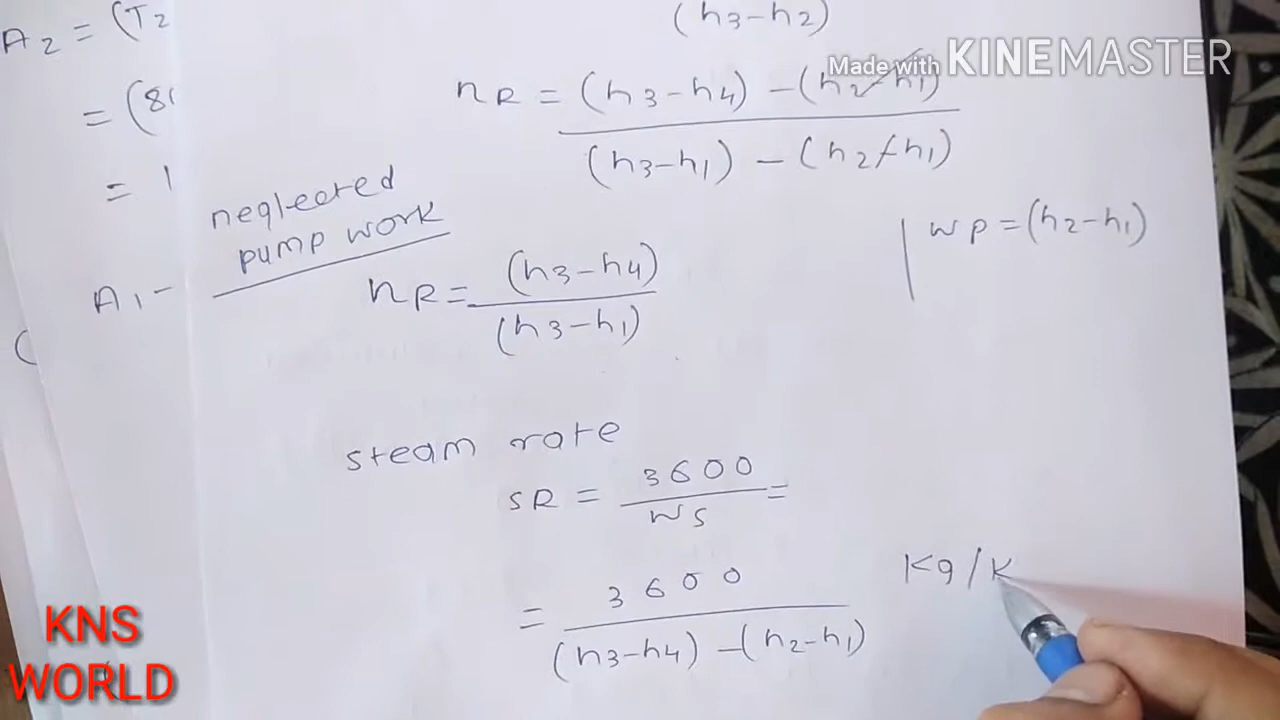 A2 = (T2
= (8
= 1
A1 -
(
(h3-h2)
Made with KINEMASTER
nR = (h3-h4) - (h2-h1)
(h3-h1) - (h2-h1)
neglected
pump work
wp = (h2-h1)
nR = (h3-h4)
(h3-h1)
steam rate
SR = 3600 =
WS
= 3600
(h3-h4) - (h2-h1)
Kg/K
KNS
WORLD